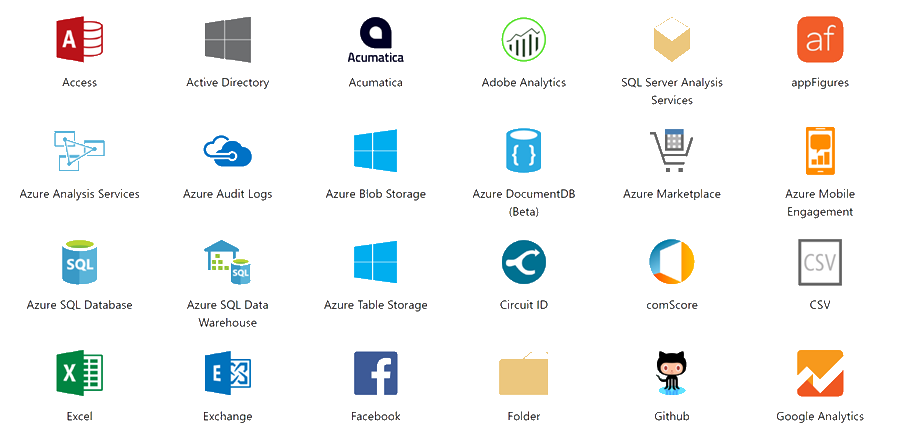 A
Acumatica
af
Access
Active Directory
Acumatica
Adobe Analytics
SQL Server Analysis
Services
appFigures
{ }
Azure Analysis Services
Azure Audit Logs
Azure Blob Storage
Azure DocumentDB
(Beta)
Azure Marketplace
Azure Mobile
Engagement
SQL
SQL
CSV
Azure SQL Database
Azure SQL Data
Warehouse
Azure Table Storage
Circuit ID
comScore
CSV
X
E
f
Excel
Exchange
Facebook
Folder
Github
Google Analytics